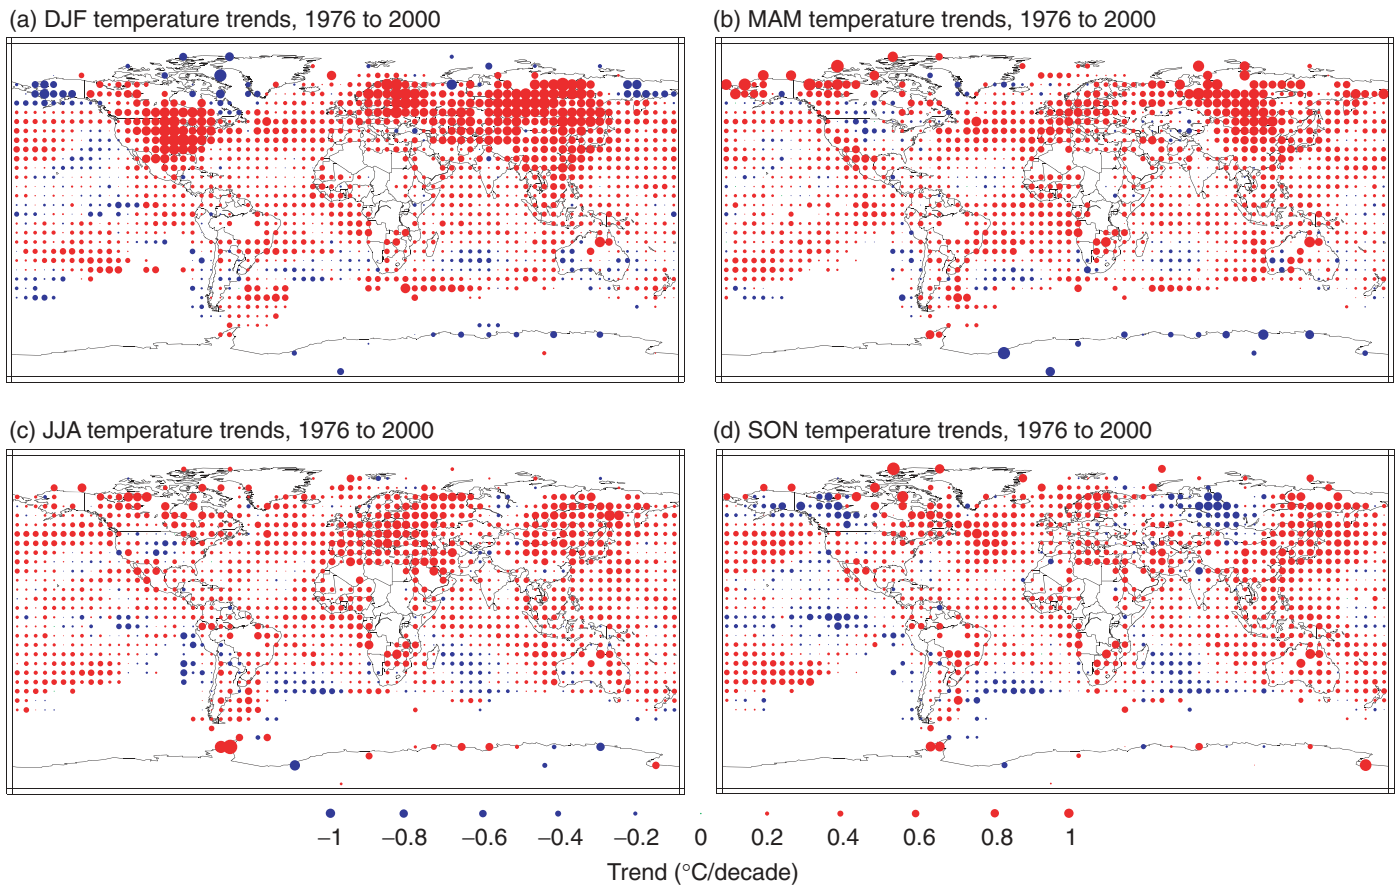 (a) DJF temperature trends, 1976 to 2000
(b) MAM temperature trends, 1976 to 2000
(c) JJA temperature trends, 1976 to 2000
(d) SON temperature trends, 1976 to 2000
−1 −0.8 −0.6 −0.4 −0.2 0 0.2 0.4 0.6 0.8 1
Trend (°C/decade)